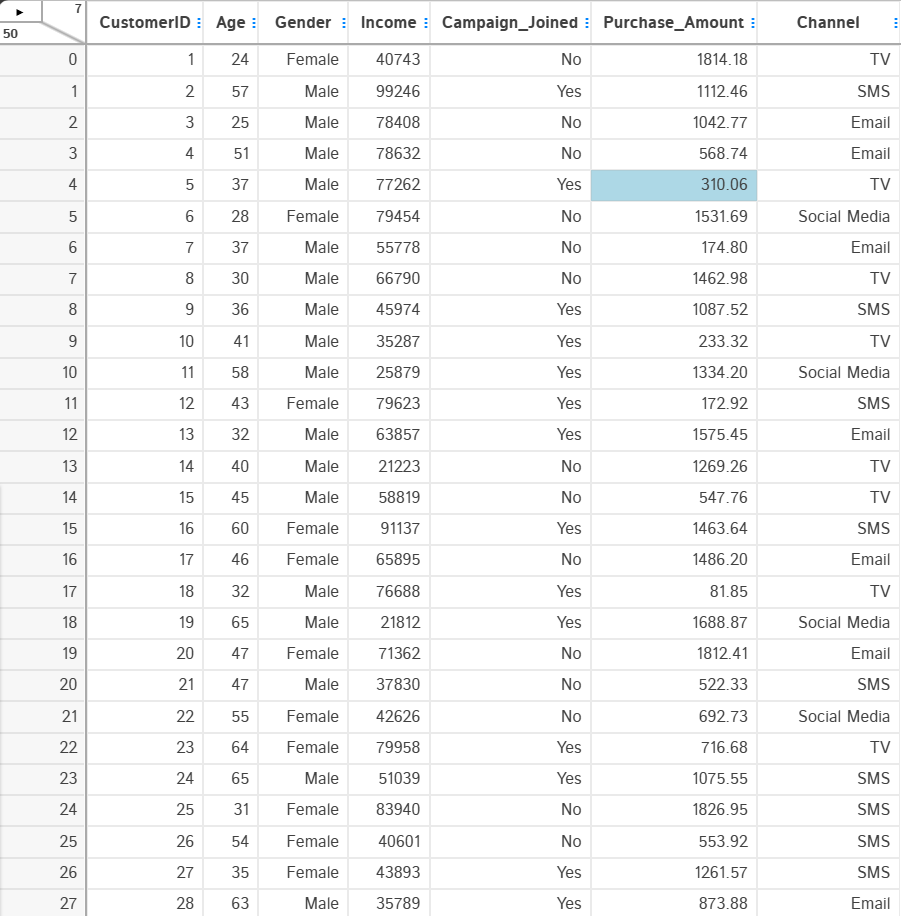 7
50
CustomerID Age Gender Income Campaign_Joined Purchase_Amount Channel
0 1 24 Female 40743 No 1814.18 TV
1 2 57 Male 99246 Yes 1112.46 SMS
2 3 25 Male 78408 No 1042.77 Email
3 4 51 Male 78632 No 568.74 Email
4 5 37 Male 77262 Yes 310.06 TV
5 6 28 Female 79454 No 1531.69 Social Media
6 7 37 Male 55778 No 174.80 Email
7 8 30 Male 66790 No 1462.98 TV
8 9 36 Male 45974 Yes 1087.52 SMS
9 10 41 Male 35287 Yes 233.32 TV
10 11 58 Male 25879 Yes 1334.20 Social Media
11 12 43 Female 79623 Yes 172.92 SMS
12 13 32 Male 63857 Yes 1575.45 Email
13 14 40 Male 21223 No 1269.26 TV
14 15 45 Male 58819 No 547.76 TV
15 16 60 Female 91137 Yes 1463.64 SMS
16 17 46 Female 65895 No 1486.20 Email
17 18 32 Male 76688 Yes 81.85 TV
18 19 65 Male 21812 Yes 1688.87 Social Media
19 20 47 Female 71362 No 1812.41 Email
20 21 47 Male 37830 No 522.33 SMS
21 22 55 Female 42626 No 692.73 Social Media
22 23 64 Female 79958 Yes 716.68 TV
23 24 65 Male 51039 Yes 1075.55 SMS
24 25 31 Female 83940 No 1826.95 SMS
25 26 54 Female 40601 No 553.92 SMS
26 27 35 Female 43893 Yes 1261.57 SMS
27 28 63 Male 35789 Yes 873.88 Email